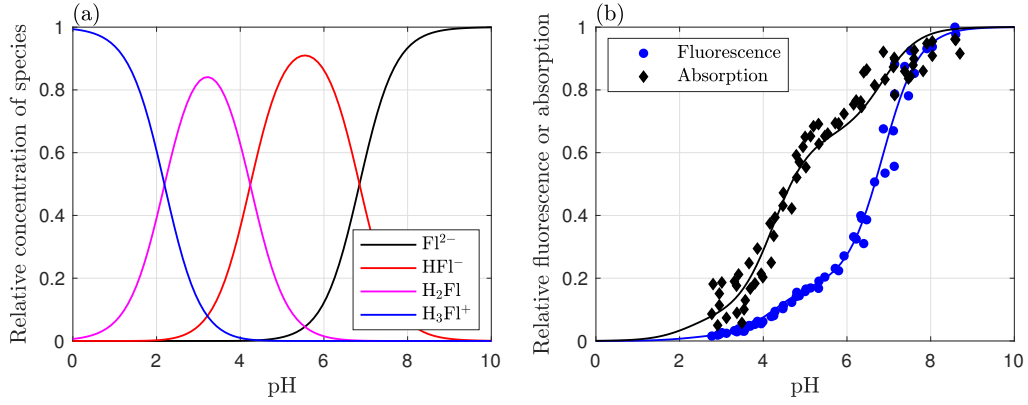 (a)
Relative concentration of species
1
0.8
0.6
0.4
0.2
0
0 2 4 6 8 10
pH
Fl²⁻
HFl⁻
H₂Fl
H₃Fl⁺
(b)
Relative fluorescence or absorption
1
0.8
0.6
0.4
0.2
0
0 2 4 6 8 10
pH
Fluorescence
Absorption